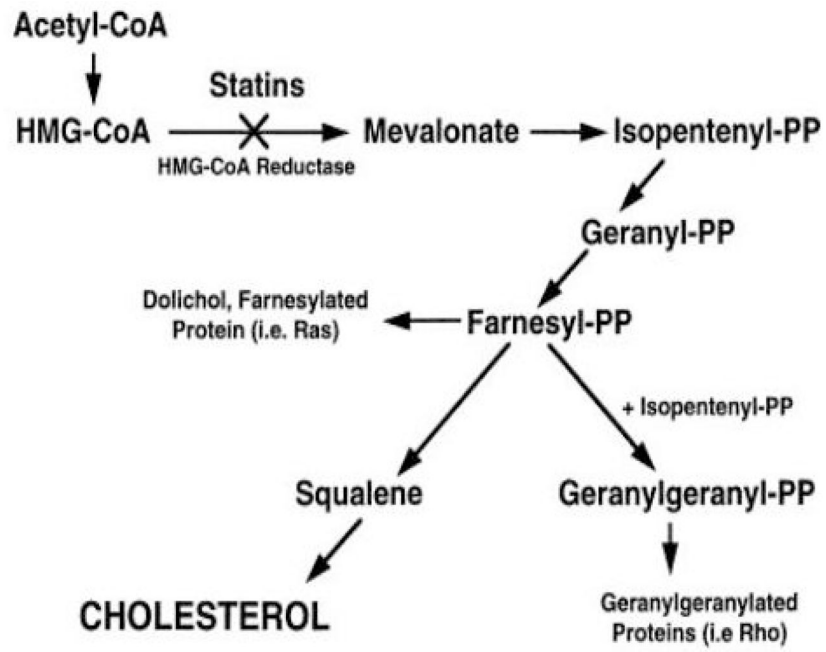 Acetyl-CoA
Statins
HMG-CoA
Mevalonate
Isopentenyl-PP
HMG-CoA Reductase
Geranyl-PP
Dolichol, Farnesylated
Protein (i.e. Ras)
Farnesyl-PP
+ Isopentenyl-PP
Squalene
Geranylgeranyl-PP
CHOLESTEROL
Geranylgeranylated
Proteins (i.e Rho)